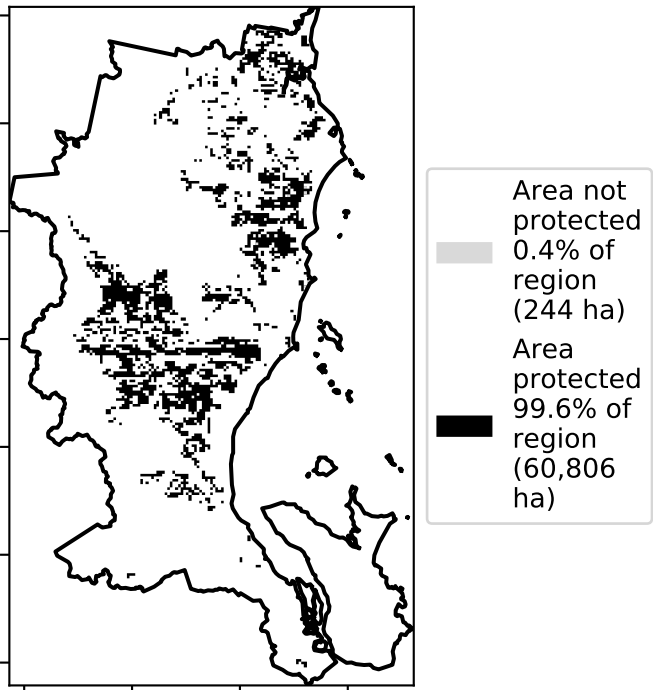 Area not
protected
0.4% of
region
(244 ha)
Area
protected
99.6% of
region
(60,806
ha)